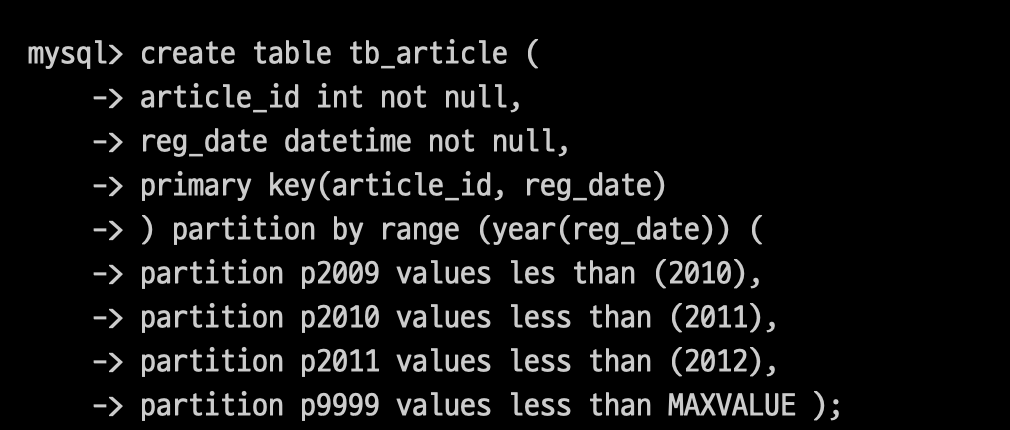 mysql> create table tb_article (
-> article_id int not null,
-> reg_date datetime not null,
-> primary key(article_id, reg_date)
-> ) partition by range (year(reg_date)) (
-> partition p2009 values les than (2010),
-> partition p2010 values less than (2011),
-> partition p2011 values less than (2012),
-> partition p9999 values less than MAXVALUE );